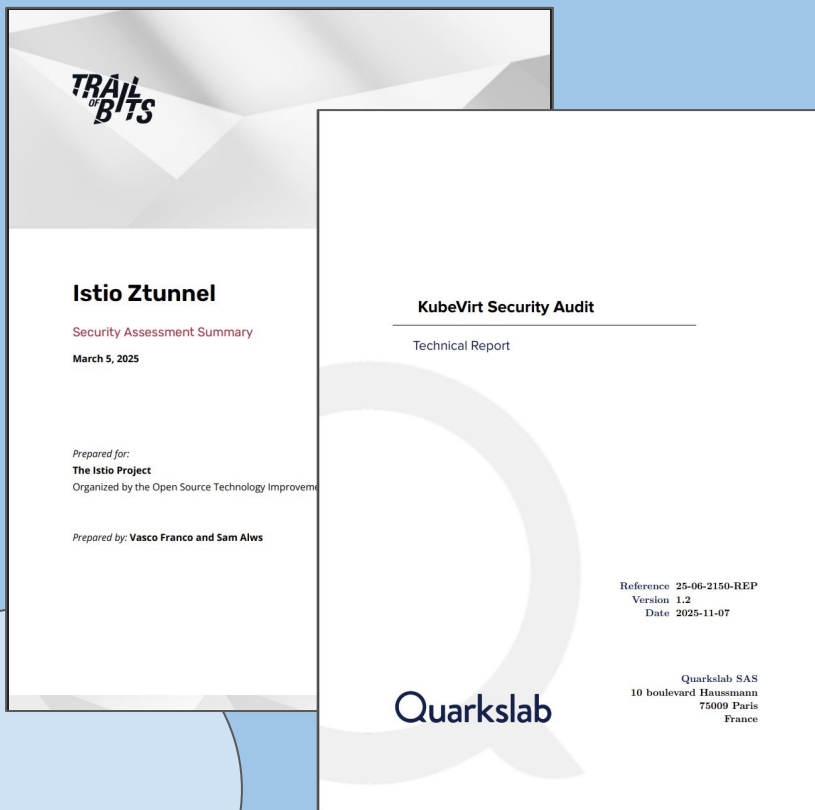 TRAIL
OF
BITS
Istio Ztunnel
Security Assessment Summary
March 5, 2025
Prepared for:
The Istio Project
Organized by the Open Source Technology
Prepared by: Vasco Franco and Sam Alws
KubeVirt Security Audit
Technical Report
Reference 25-06-2150-REP
Version 1.2
Date 2025-11-07
Quarkslab
Quarkslab SAS
10 boulevard Haussmann
75009 Paris
France